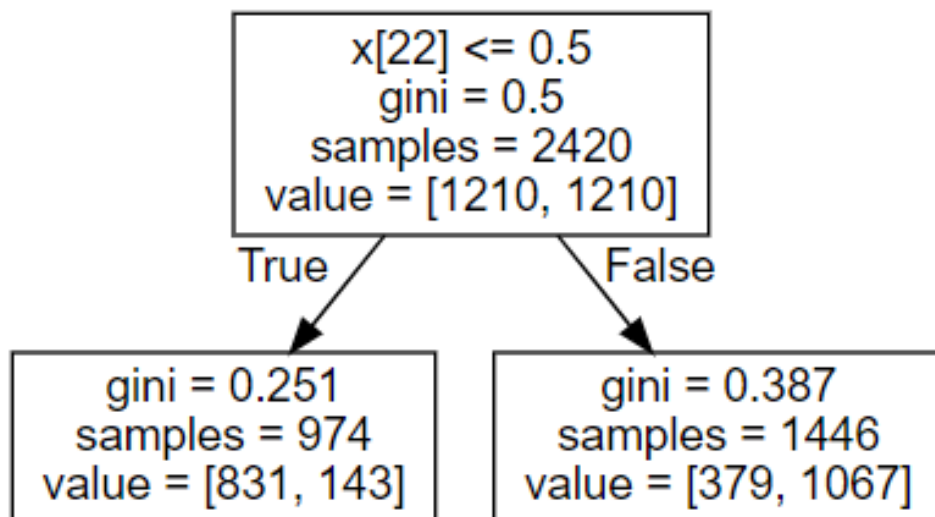 x[22] <= 0.5
gini = 0.5
samples = 2420
value = [1210, 1210]
True
False
gini = 0.251
samples = 974
value = [831, 143]
gini = 0.387
samples = 1446
value = [379, 1067]